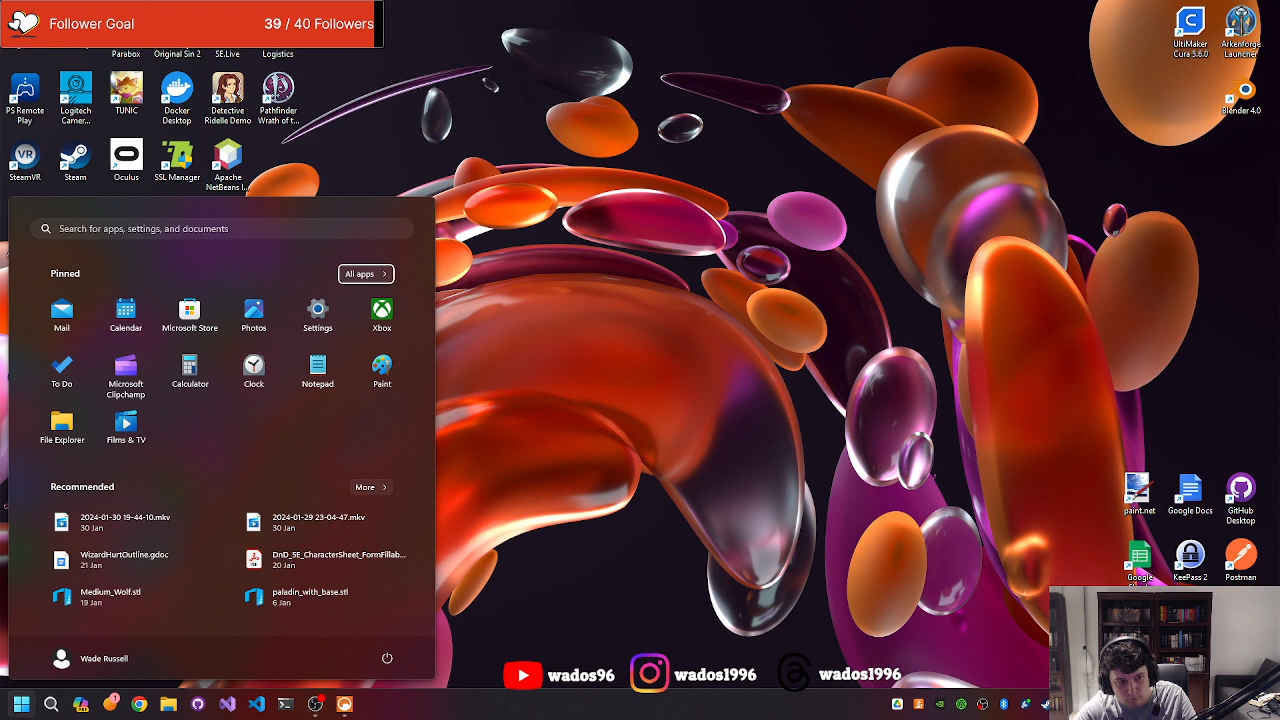 Follower Goal 39 / 40 Followers
Parabox
Original Sin 2
SE.Live
Logistics
PS Remote
Play
Logitech
Gamer...
TUNIC
Docker
Desktop
Detective
Ridelle Demo
Pathfinder
Wrath of t...
SteamVR
Steam
Oculus
SSL Manager
Apache
NetBeans I...
UltiMaker
Cura 5.6.0
Arkenforge
Launcher
Blender 4.0
Search for apps, settings, and documents
Pinned
All apps
Mail
Calendar
Microsoft Store
Photos
Settings
Xbox
To Do
Microsoft
Clipchamp
Calculator
Clock
Notepad
Paint
File Explorer
Films & TV
Recommended
More
2024-01-30 19-44-10.mkv
30 Jan
2024-01-29 23-04-47.mkv
30 Jan
WizardHurtOutline.gdoc
21 Jan
DnD_5E_CharacterSheet_FormFillab...
20 Jan
Medium_Wolf.stl
19 Jan
paladin_with_base.stl
6 Jan
Wade Russell
paint.net
Google Docs
GitHub
Desktop
Google
KeePass 2
Postman
wados96
wados1996
wados1996